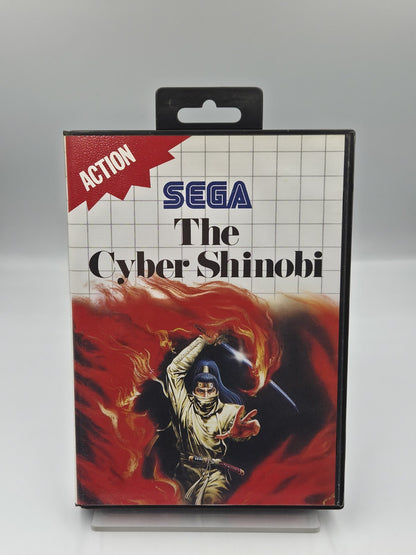 ACTION
SEGA
The
Cyber Shinobi